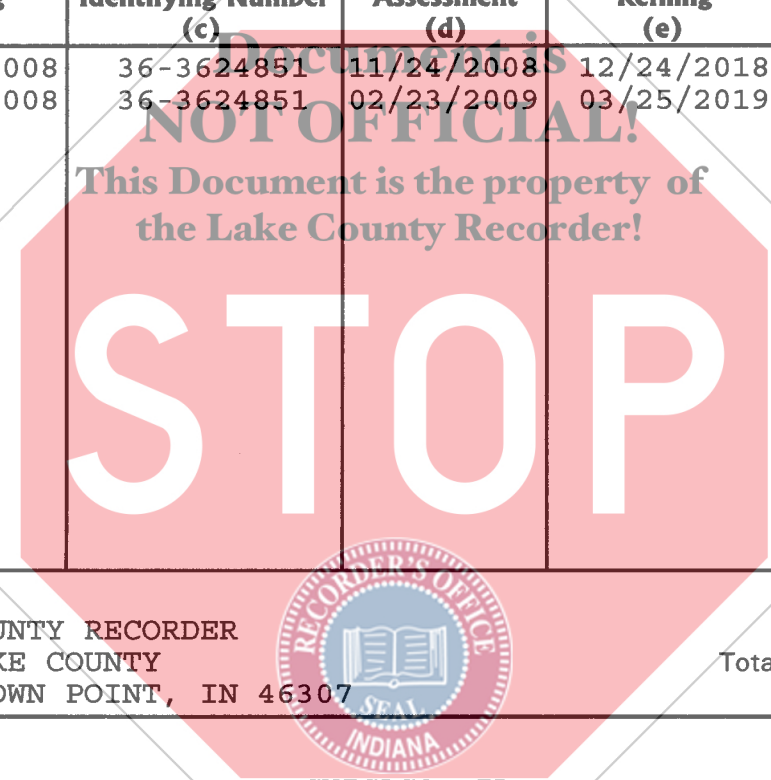 Identifying Number Assessment Refiling
(c) (d) (e)
Document is
008 36-3624851 11/24/2008 12/24/2018
008 36-3624851 02/23/2009 03/25/2019
NOT OFFICIAL!
This Document is the property of
the Lake County Recorder!
STOP
UNTY RECORDER
KE COUNTY Tota
OWN POINT, IN 46307
RECORDER'S OFFICE
SEAL
INDIANA